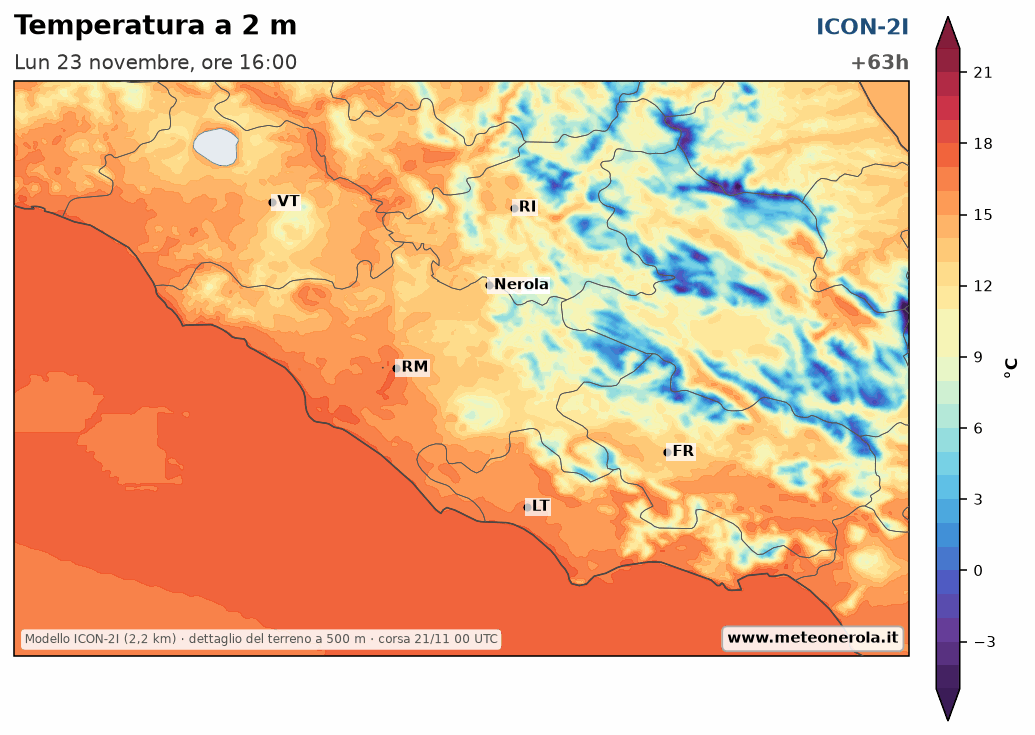 Temperatura a 2 m
ICON-2I
Lun 23 novembre, ore 16:00
+63h
21
18
15
12
9
6
3
0
−3
°C
VT
RI
Nerola
RM
FR
LT
Modello ICON-2I (2,2 km) · dettaglio del terreno a 500 m · corsa 21/11 00 UTC
www.meteonerola.it